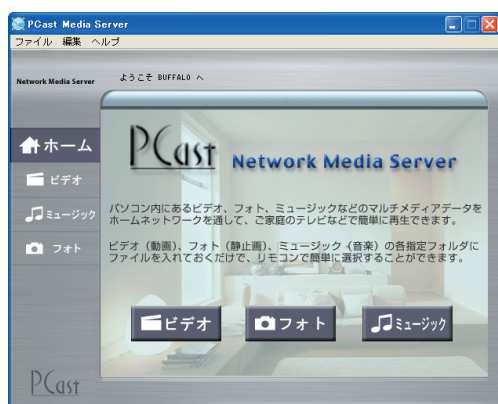 PCast Media Server
ファイル 編集 ヘルプ
Network Media Server
ようこそ BUFFALO へ
ホーム
ビデオ
ミュージック
フォト
PCast
PCast Network Media Server
パソコン内にあるビデオ、フォト、ミュージックなどのマルチメディアデータを
ホームネットワークを通して、ご家庭のテレビなどで簡単に再生できます。
ビデオ（動画）、フォト（静止画）、ミュージック（音楽）の各指定フォルダに
ファイルを入れておくだけで、リモコンで簡単に選択することができます。
ビデオ フォト ミュージック